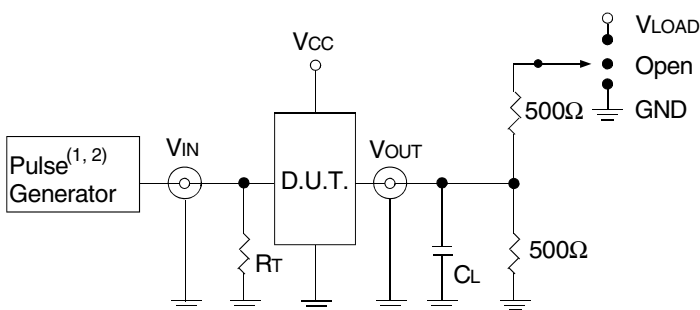 VCC
VLOAD
Open
GND
500Ω
Pulse(1, 2)
Generator
VIN
D.U.T.
VOUT
RT
CL
500Ω